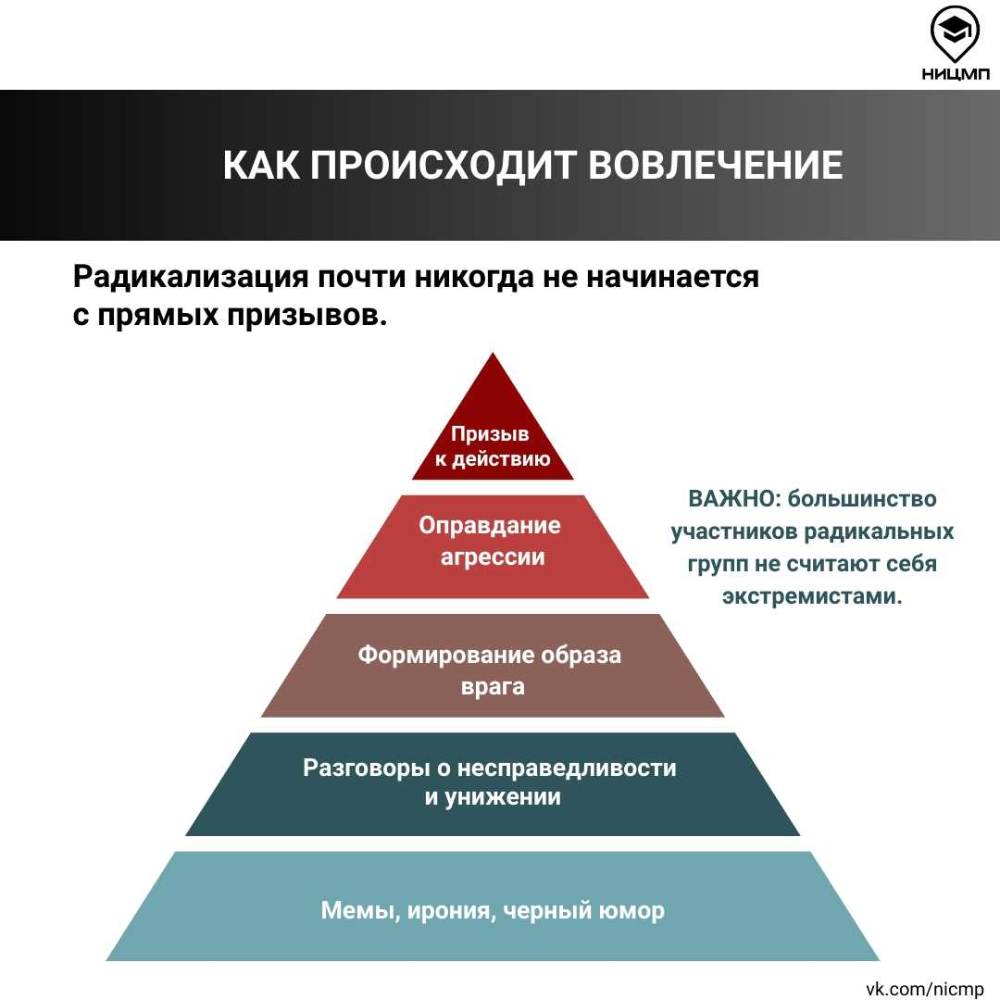 НИЦМП
КАК ПРОИСХОДИТ ВОВЛЕЧЕНИЕ
Радикализация почти никогда не начинается
с прямых призывов.
Призыв
к действию
Оправдание
агрессии
ВАЖНО: большинство
участников радикальных
групп не считают себя
экстремистами.
Формирование образа
врага
Разговоры о несправедливости
и унижении
Мемы, ирония, черный юмор
vk.com/nicmp